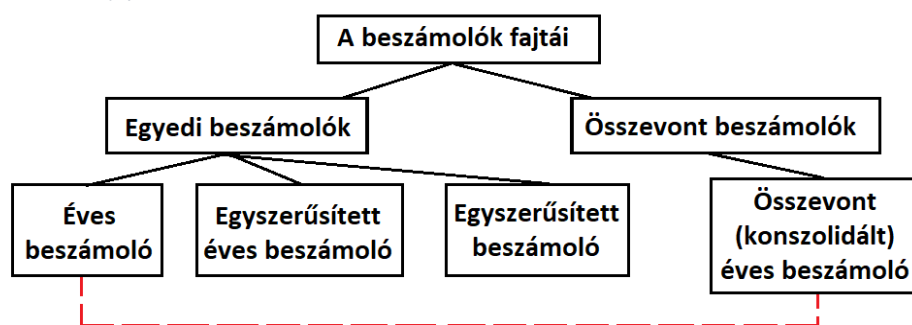 A beszámolók fajtái
Egyedi beszámolók
Összevont beszámolók
Éves
beszámoló
Egyszerűsített
éves beszámoló
Egyszerűsített
beszámoló
Összevont
(konszolidált)
éves beszámoló